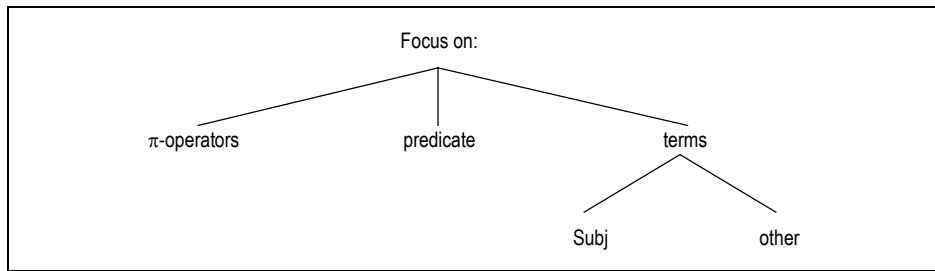 Focus on:
π-operators predicate terms
Subj other